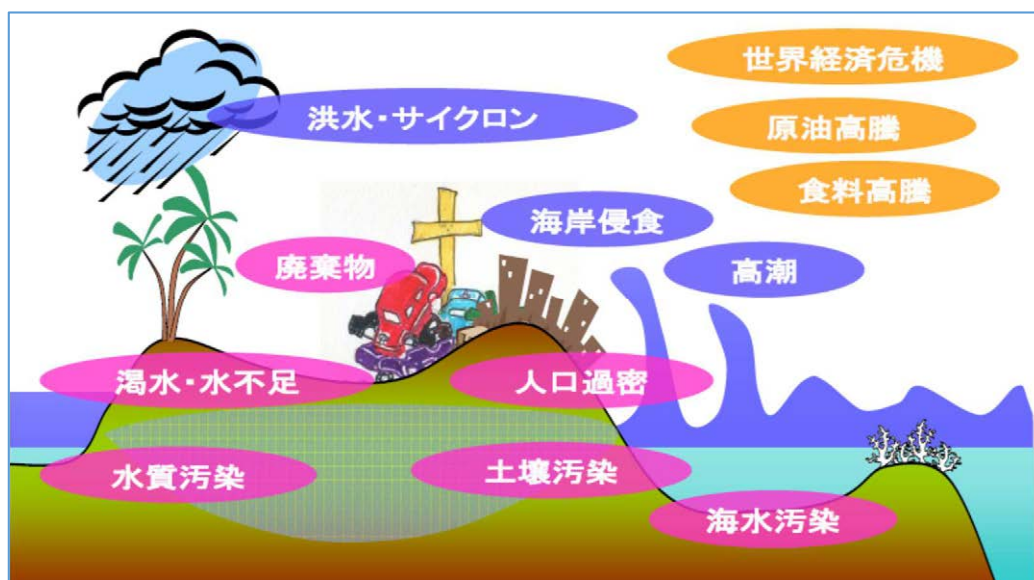 世界経済危機
洪水・サイクロン
原油高騰
食料高騰
海岸侵食
廃棄物
高潮
渇水・水不足
人口過密
水質汚染
土壌汚染
海水汚染